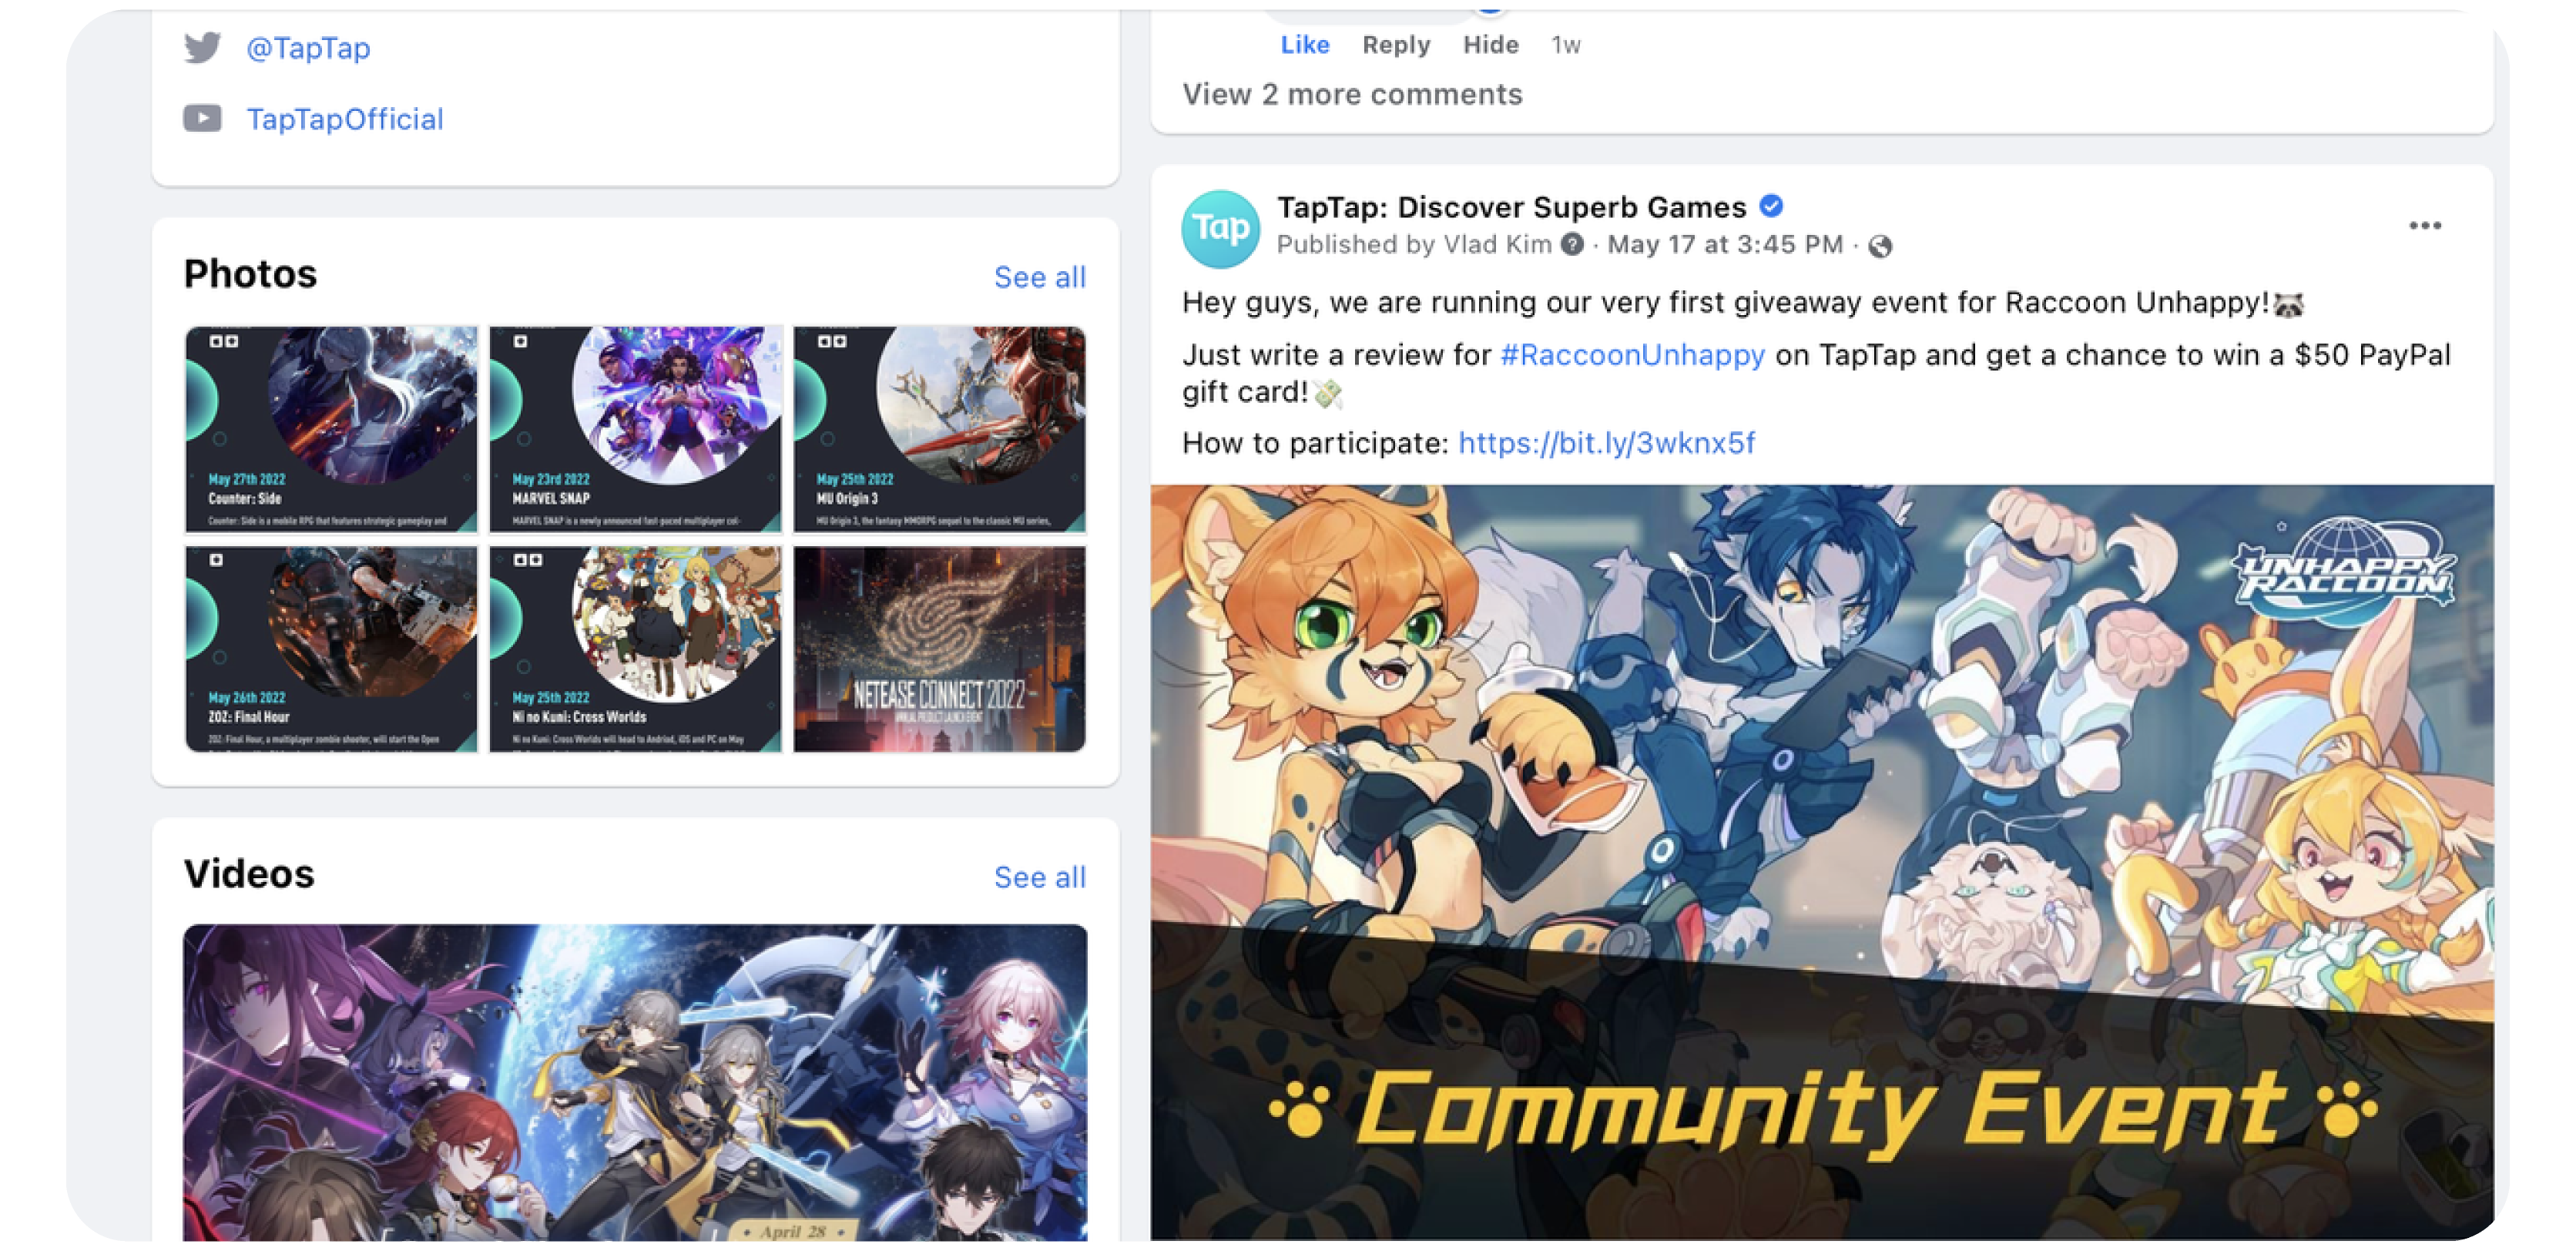 @TapTap
TapTapOfficial
Photos
See all
May 27th 2022
Counter: Side
Counter: Side is a mobile RPG that features strategic gameplay and
May 23rd 2022
MARVEL SNAP
MARVEL SNAP is a newly announced fast-paced multiplayer col-
May 25th 2022
MU Origin 3
MU Origin 3, the fantasy MMORPG sequel to the classic MU series,
May 26th 2022
ZOZ: Final Hour
ZOZ: Final Hour, a multiplayer zombie shooter, will start the Open
May 25th 2022
Ni no Kuni: Cross Worlds
Ni no Kuni: Cross Worlds will head to Andriod, iOS and PC on May
NETEASE CONNECT 2022
ANNUAL PRODUCT LAUNCH EVENT
Videos
See all
April 28
Like Reply Hide 1w
View 2 more comments
Tap
TapTap: Discover Superb Games
Published by Vlad Kim · May 17 at 3:45 PM ·
Hey guys, we are running our very first giveaway event for Raccoon Unhappy!🦝
Just write a review for #RaccoonUnhappy on TapTap and get a chance to win a $50 PayPal
gift card!💸
How to participate: https://bit.ly/3wknx5f
UNHAPPY
RACCOON
Community Event